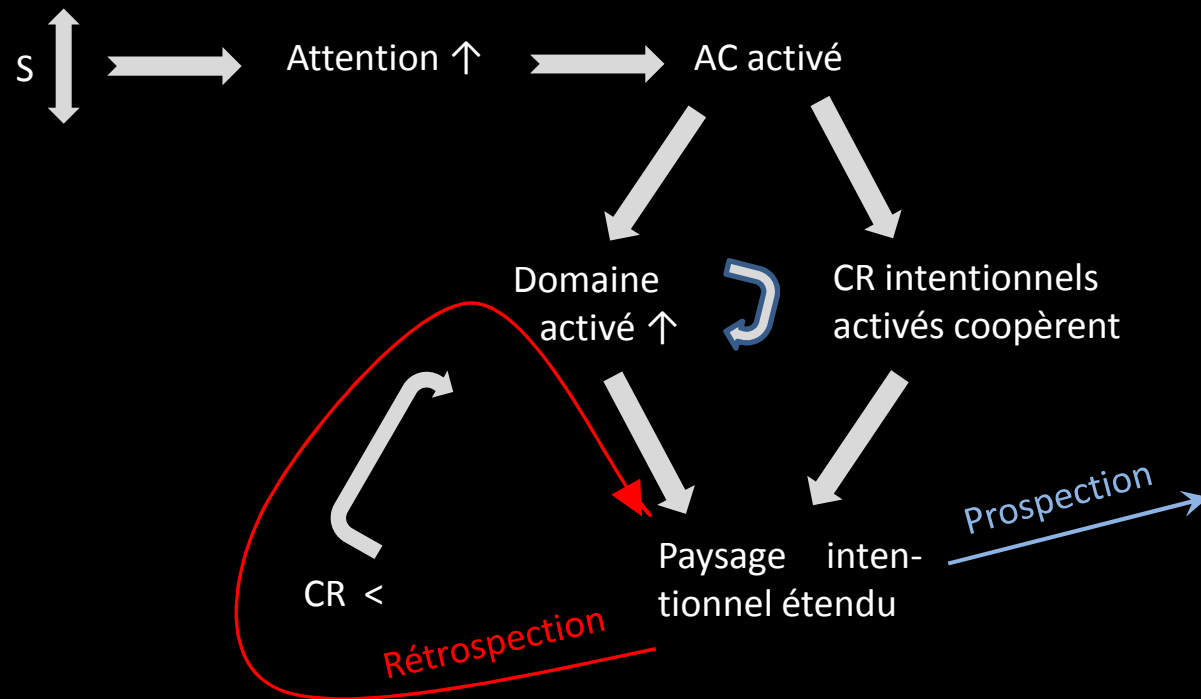 S
Attention ↑
AC activé
Domaine
activé ↑
CR intentionnels
activés coopèrent
Prospection
Paysage inten-
tionnel étendu
CR <
Rétrospection